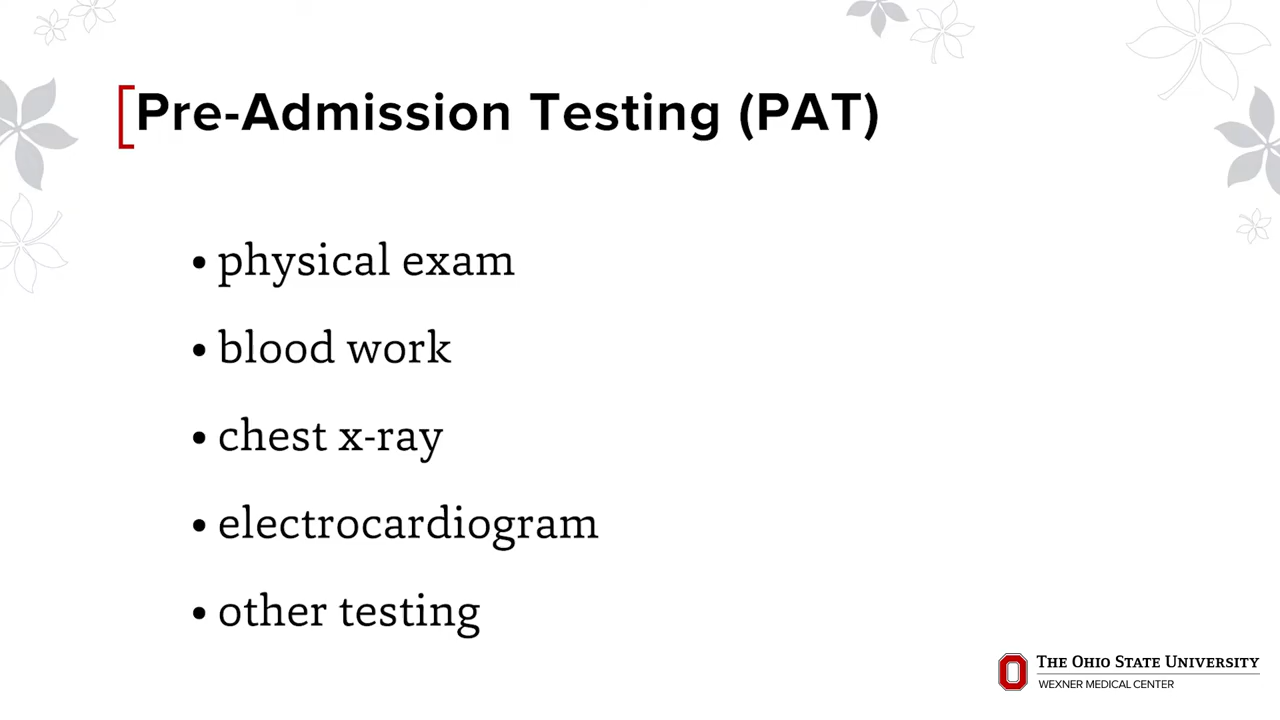 Pre-Admission Testing (PAT)
• physical exam
• blood work
• chest x-ray
• electrocardiogram
• other testing
The Ohio State University
WEXNER MEDICAL CENTER